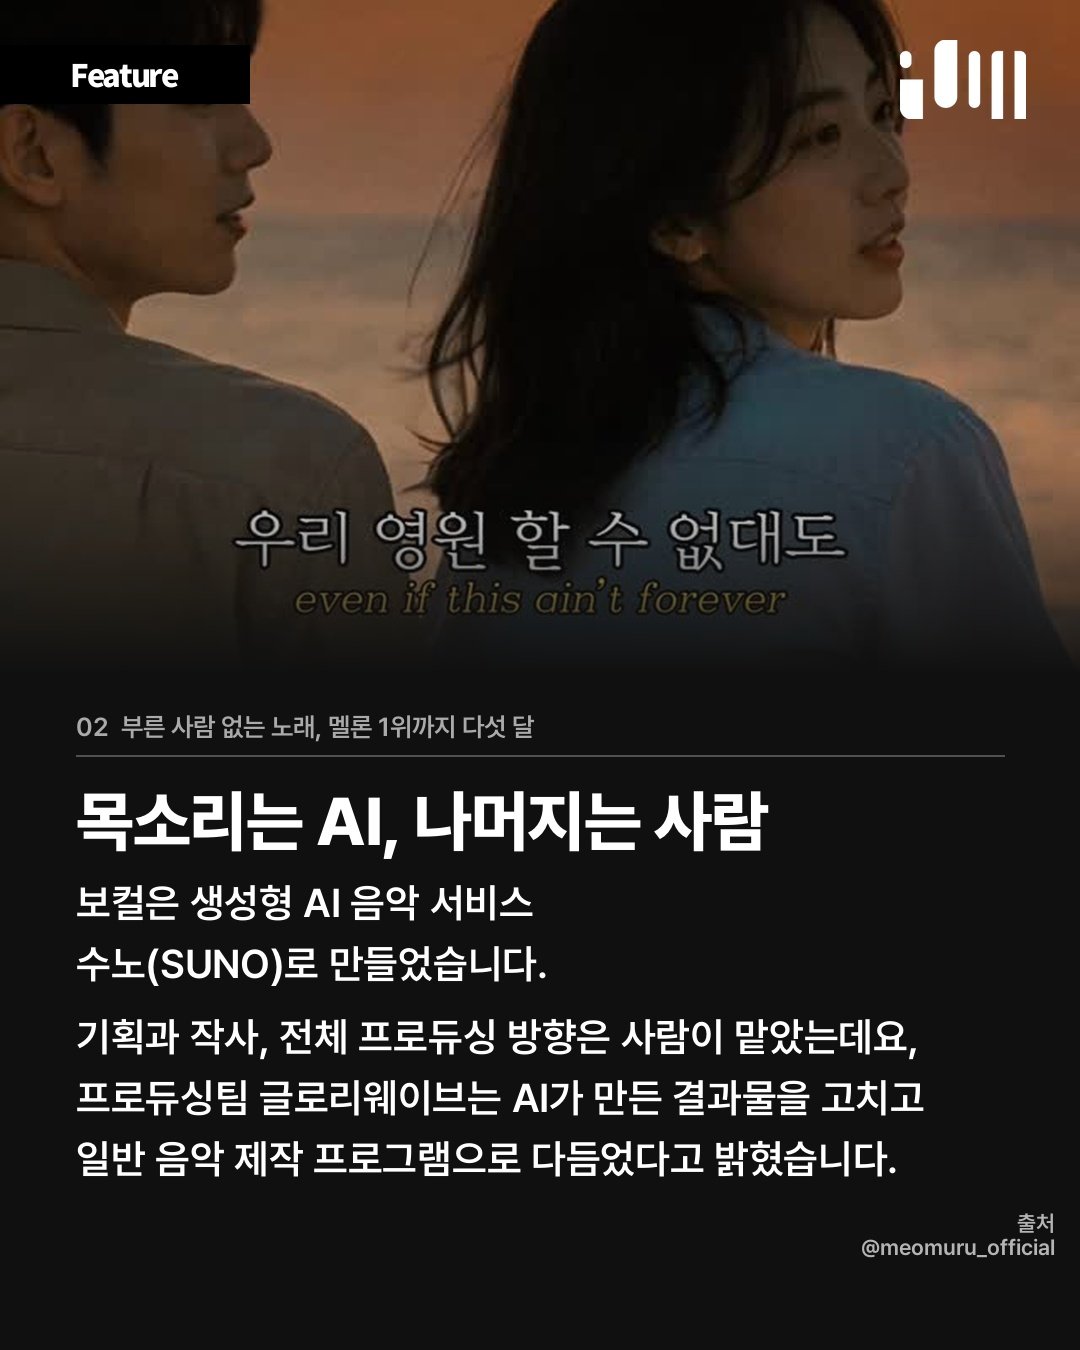 Feature
우리 영원 할 수 없대도
even if this ain't forever
02 부른 사람 없는 노래, 멜론 1위까지 다섯 달
목소리는 AI, 나머지는 사람
보컬은 생성형 AI 음악 서비스
수노(SUNO)로 만들었습니다.
기획과 작사, 전체 프로듀싱 방향은 사람이 맡았는데요,
프로듀싱팀 글로리웨이브는 AI가 만든 결과물을 고치고
일반 음악 제작 프로그램으로 다듬었다고 밝혔습니다.
출처
@meomuru_official